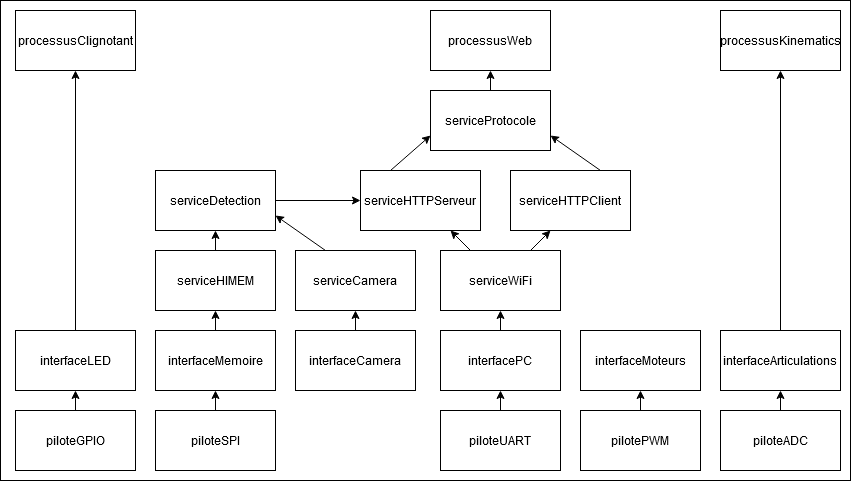 processusClignotant
processusWeb
processusKinematics
serviceProtocole
serviceDetection
serviceHTTPServeur
serviceHTTPClient
serviceHIMEM
serviceCamera
serviceWiFi
interfaceLED
interfaceMemoire
interfaceCamera
interfacePC
interfaceMoteurs
interfaceArticulations
piloteGPIO
piloteSPI
piloteUART
pilotePWM
piloteADC